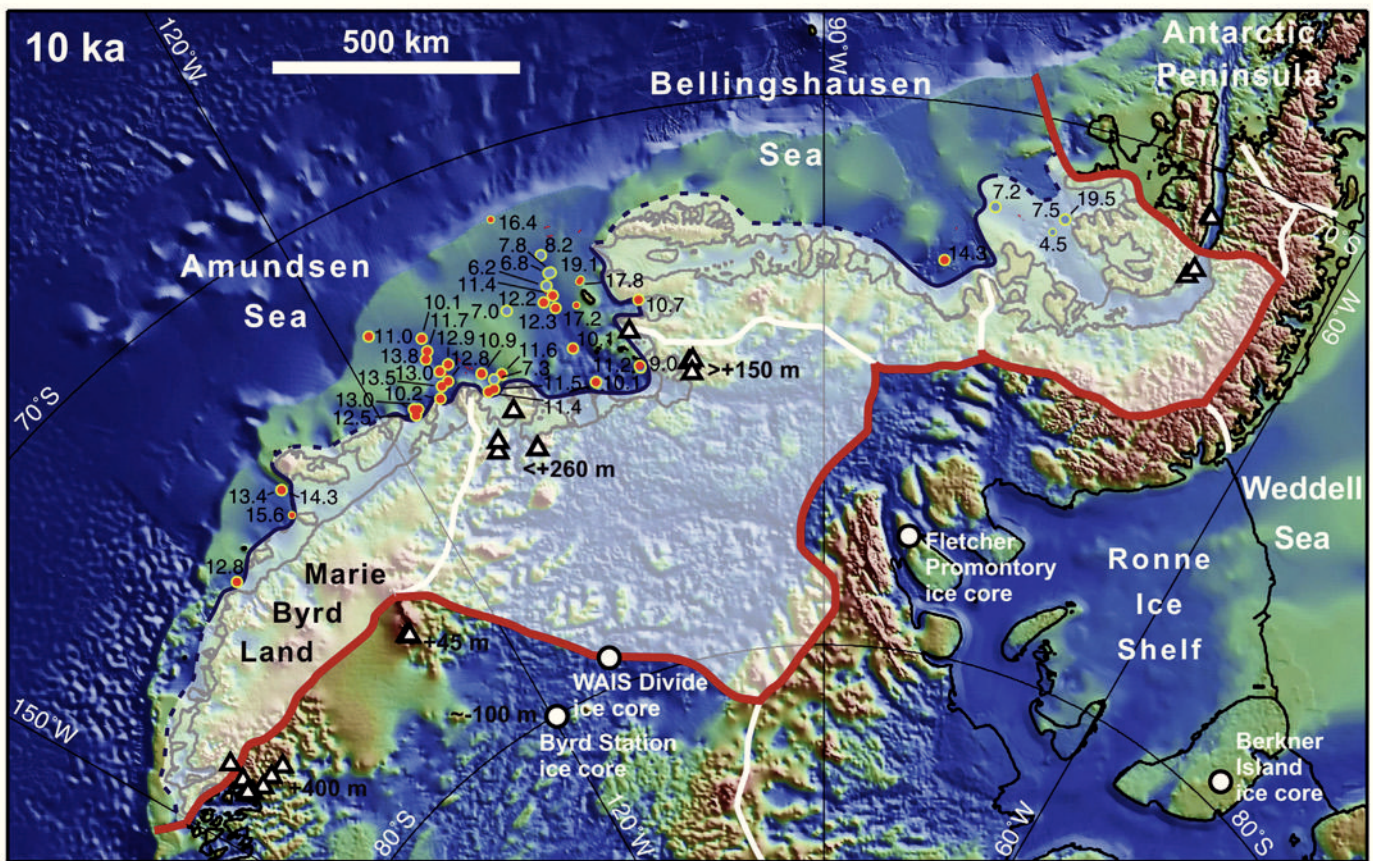 10 ka
500 km
120°W
90°W
Antarctic
Peninsula
Bellingshausen
Sea
Amundsen
Sea
70°S
60°W
16.4
7.8
8.2
6.8
6.2
19.1
11.4
17.8
12.2
7.0
12.3
17.2
10.7
7.2
7.5
19.5
4.5
14.3
10.1
11.0
11.7
12.9
10.9
13.8
12.8
11.6
10.1
13.0
7.3
11.2
9.0
>+150 m
13.5
11.5
10.1
10.2
13.0
11.4
12.5
<+260 m
13.4
14.3
15.6
12.8
Marie
Byrd
Land
+45 m
WAIS Divide
ice core
~-100 m
Byrd Station
ice core
Fletcher
Promontory
ice core
Ronne
Ice
Shelf
Weddell
Sea
Berkner
Island
ice core
150°W
+400 m
80°S
120°W
60°W
80°S